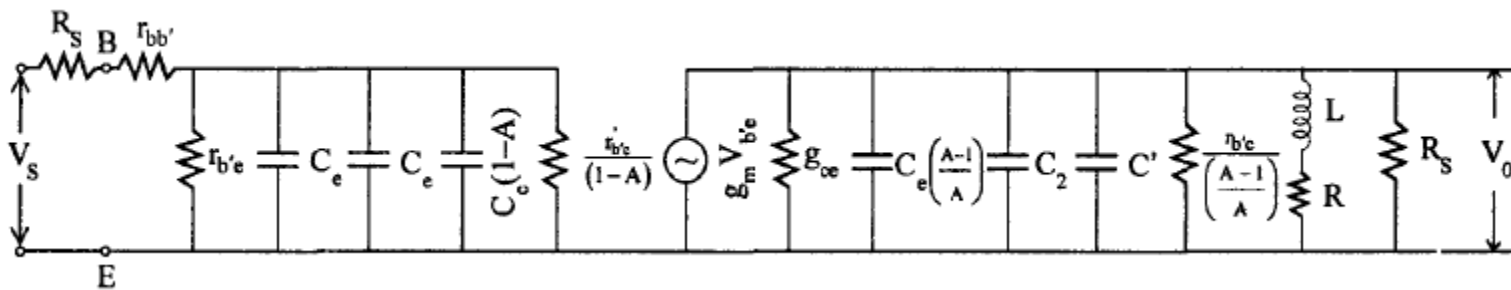 R_S
B
r_bb'
V_S
E
r_b'e
C_e
C_e
C_c(1-A)
r_b'c
(1-A)
~
g_m V_b'e
g_ce
C_e(A-1/A)
C_2
C'
r_b'c
(A-1/A)
L
R
R_S
V_0